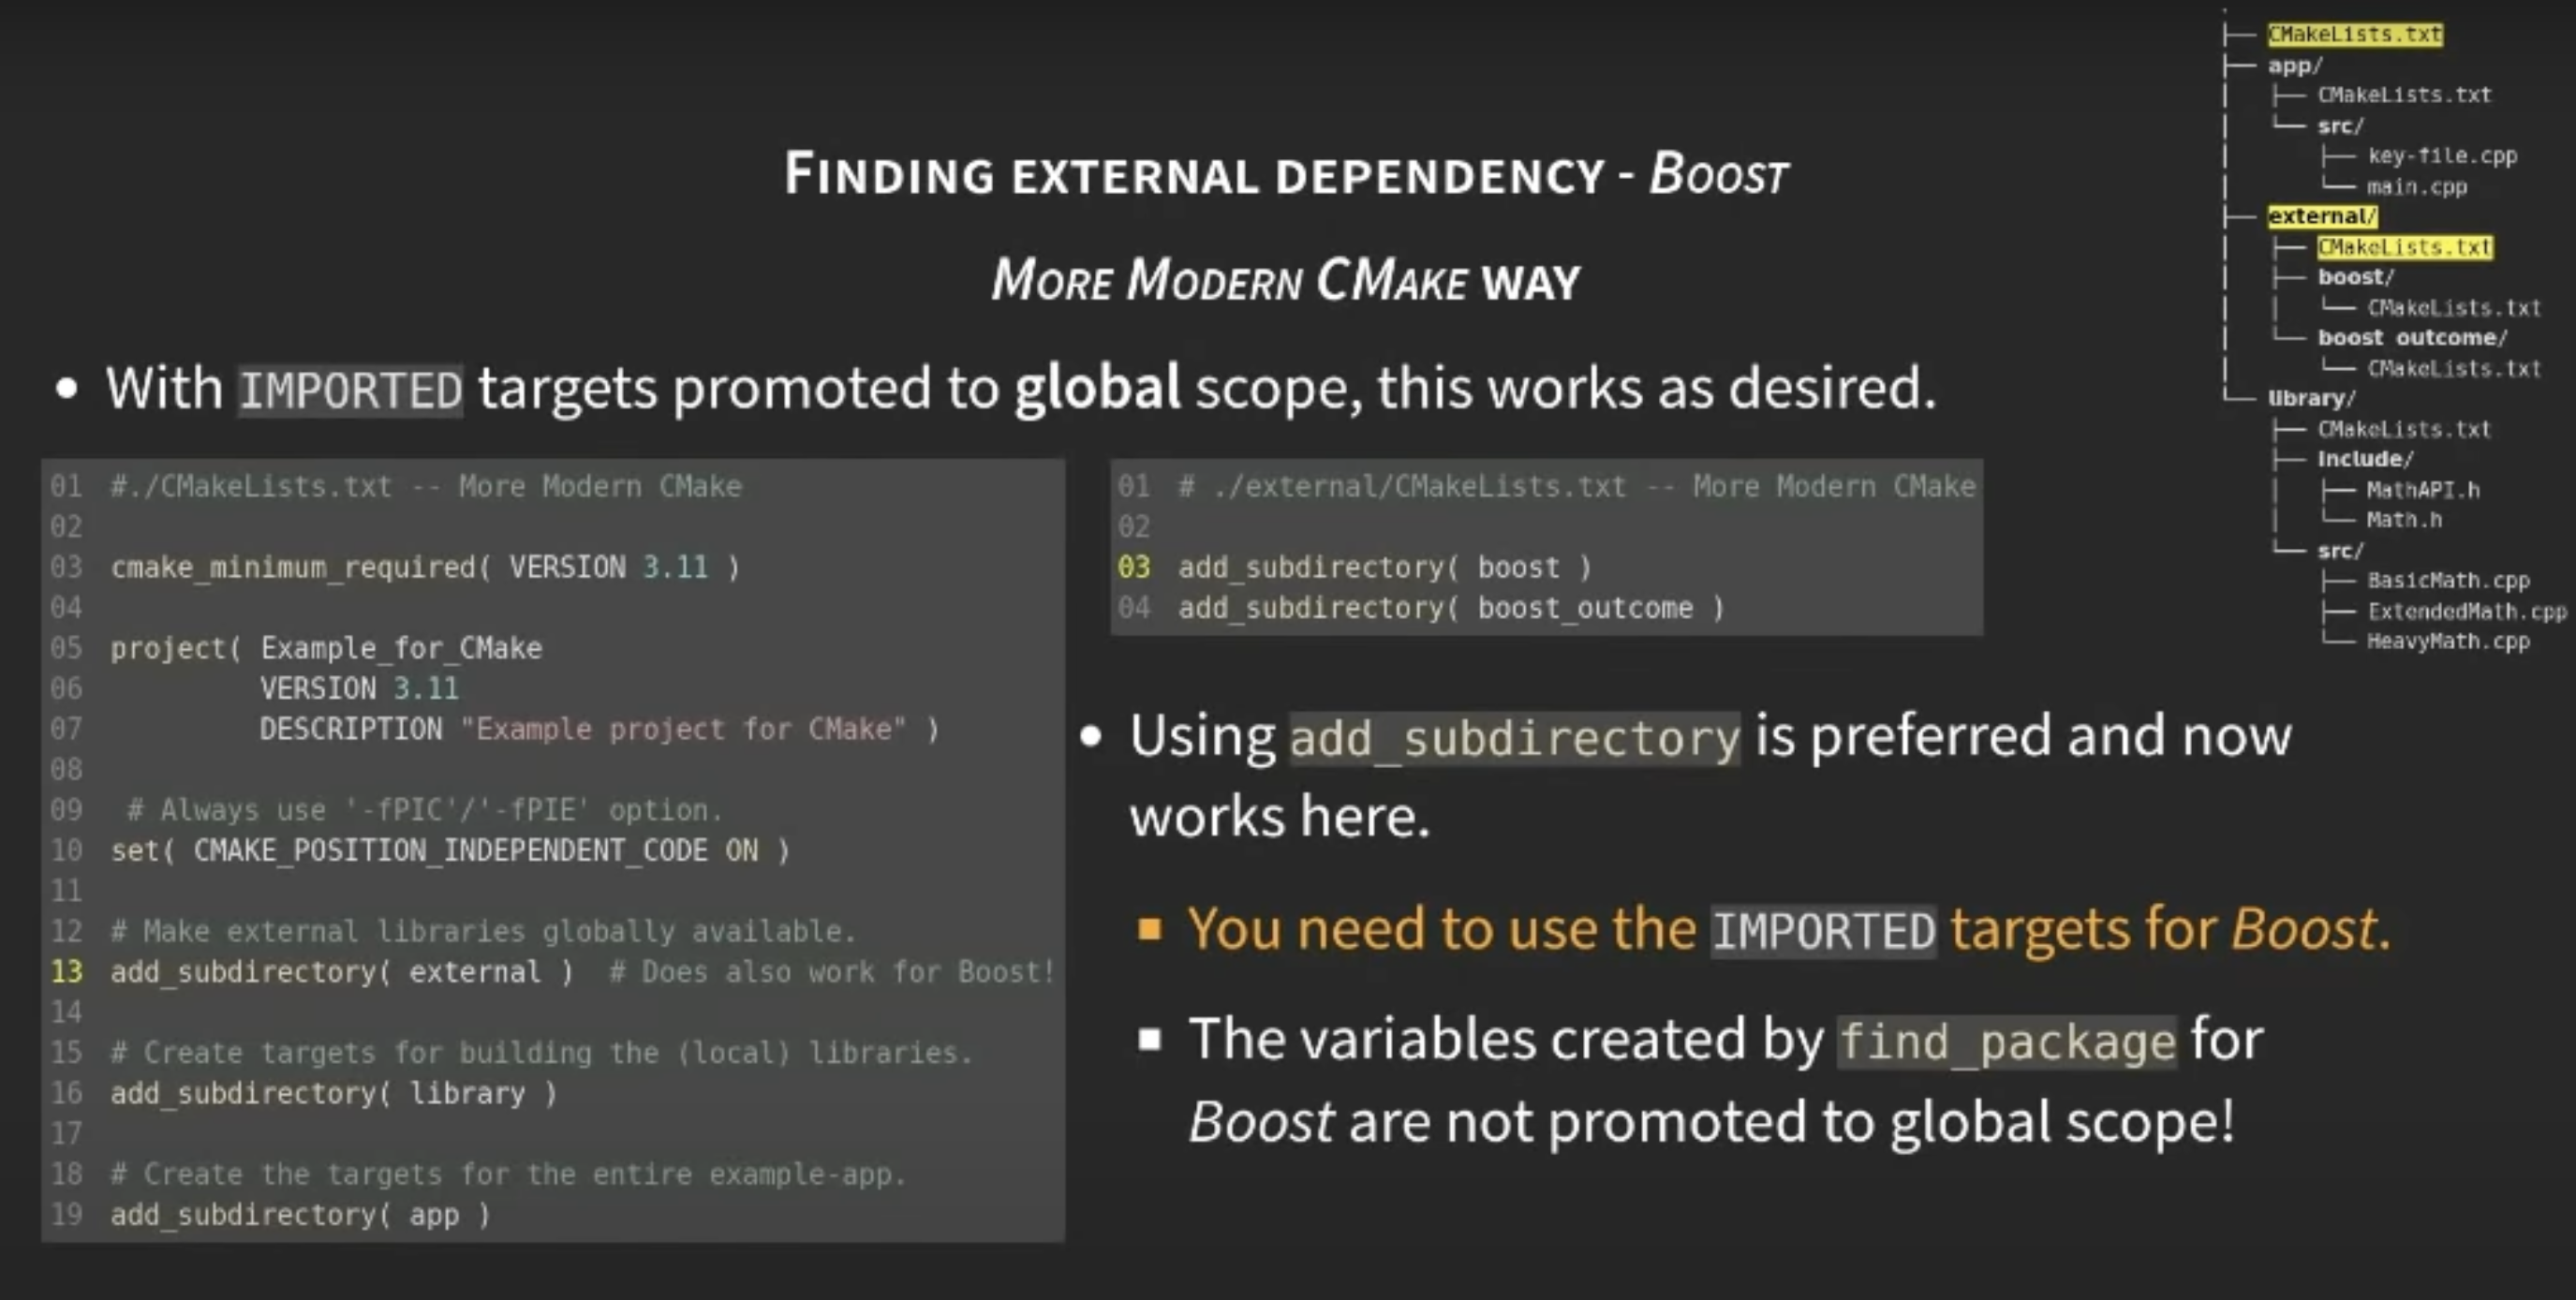 FINDING EXTERNAL DEPENDENCY - BOOST
MORE MODERN CMAKE WAY
• With IMPORTED targets promoted to global scope, this works as desired.
01 #./CMakeLists.txt -- More Modern CMake
02
03 cmake_minimum_required( VERSION 3.11 )
04
05 project( Example_for_CMake
06 VERSION 3.11
07 DESCRIPTION "Example project for CMake" )
08
09 # Always use '-fPIC'/'-fPIE' option.
10 set( CMAKE_POSITION_INDEPENDENT_CODE ON )
11
12 # Make external libraries globally available.
13 add_subdirectory( external ) # Does also work for Boost!
14
15 # Create targets for building the (local) libraries.
16 add_subdirectory( library )
17
18 # Create the targets for the entire example-app.
19 add_subdirectory( app )
01 # ./external/CMakeLists.txt -- More Modern CMake
02
03 add_subdirectory( boost )
04 add_subdirectory( boost_outcome )
• Using add_subdirectory is preferred and now
works here.
▪ You need to use the IMPORTED targets for Boost.
▪ The variables created by find_package for
Boost are not promoted to global scope!
.
├── CMakeLists.txt
├── app/
│   ├── CMakeLists.txt
│   └── src/
│       ├── key-file.cpp
│       └── main.cpp
├── external/
│   ├── CMakeLists.txt
│   ├── boost/
│   │   └── CMakeLists.txt
│   └── boost outcome/
│       └── CMakeLists.txt
└── library/
    ├── CMakeLists.txt
    ├── include/
    │   ├── MathAPI.h
    │   └── Math.h
    └── src/
        ├── BasicMath.cpp
        ├── ExtendedMath.cpp
        └── HeavyMath.cpp